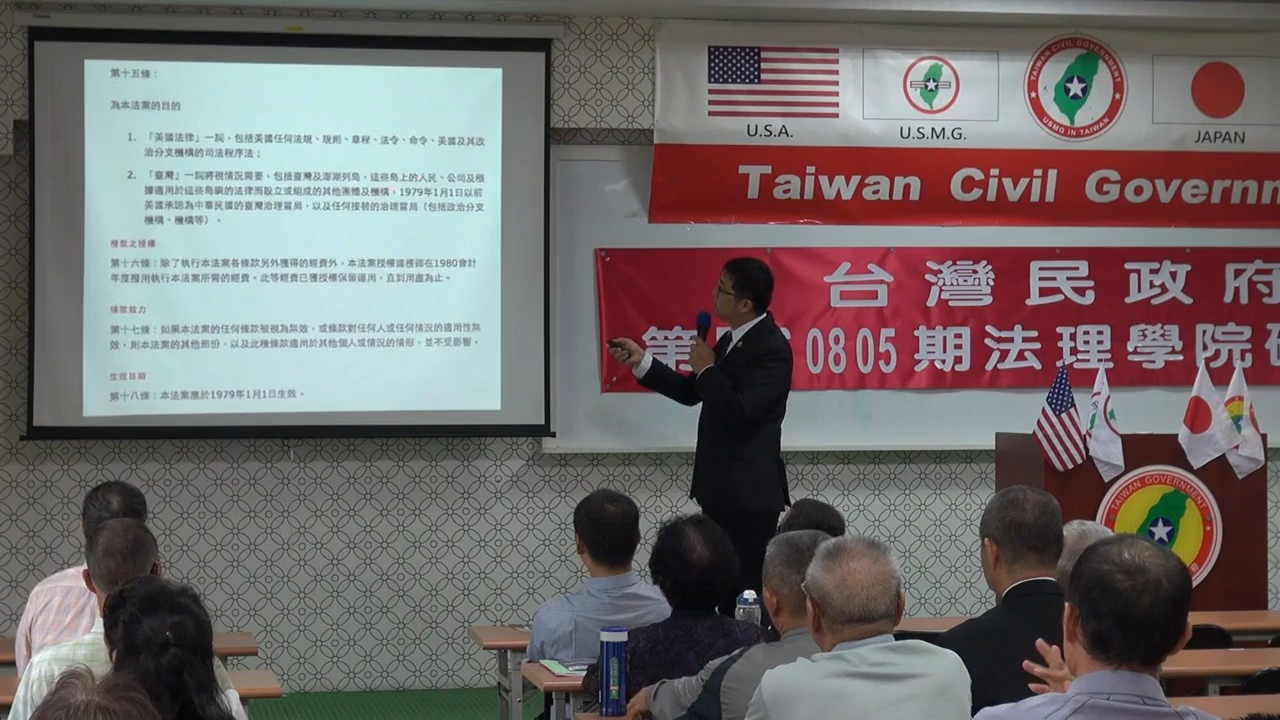 第十五條：
為本法案的目的
1. 「美國法律」一詞，包括美國任何法規、規則、章程、法令、命令、美國及其政
治分支機構的司法程序法；
2. 「臺灣」一詞將視情況需要，包括臺灣及澎湖列島，這些島上的人民、公司及根
據適用於這些島嶼的法律而設立或組成的其他團體及機構，1979年1月1日以前
美國承認為中華民國的臺灣治理當局，以及任何接替的治理當局（包括政治分支
機構、機構等）。
撥款之授權
第十六條：除了執行本法案各條款另外獲得的經費外，本法案授權國務卿在1980會計
年度撥用執行本法案所需的經費。此等經費已獲授權保留運用，直到用盡為止。
條款效力
第十七條：如果本法案的任何條款被視為無效，或條款對任何人或任何情況的適用性無
效，則本法案的其他部份，以及此種條款適用於其他個人或情況的情形，並不受影響。
生效日期
第十八條：本法案應於1979年1月1日生效。
U.S.A.
U.S.M.G.
TAIWAN CIVIL GOVERNMENT
USMG IN TAIWAN
JAPAN
Taiwan Civil Governm
台灣民政府
第 0805期法理學院研
TAIWAN GOVERNMENT